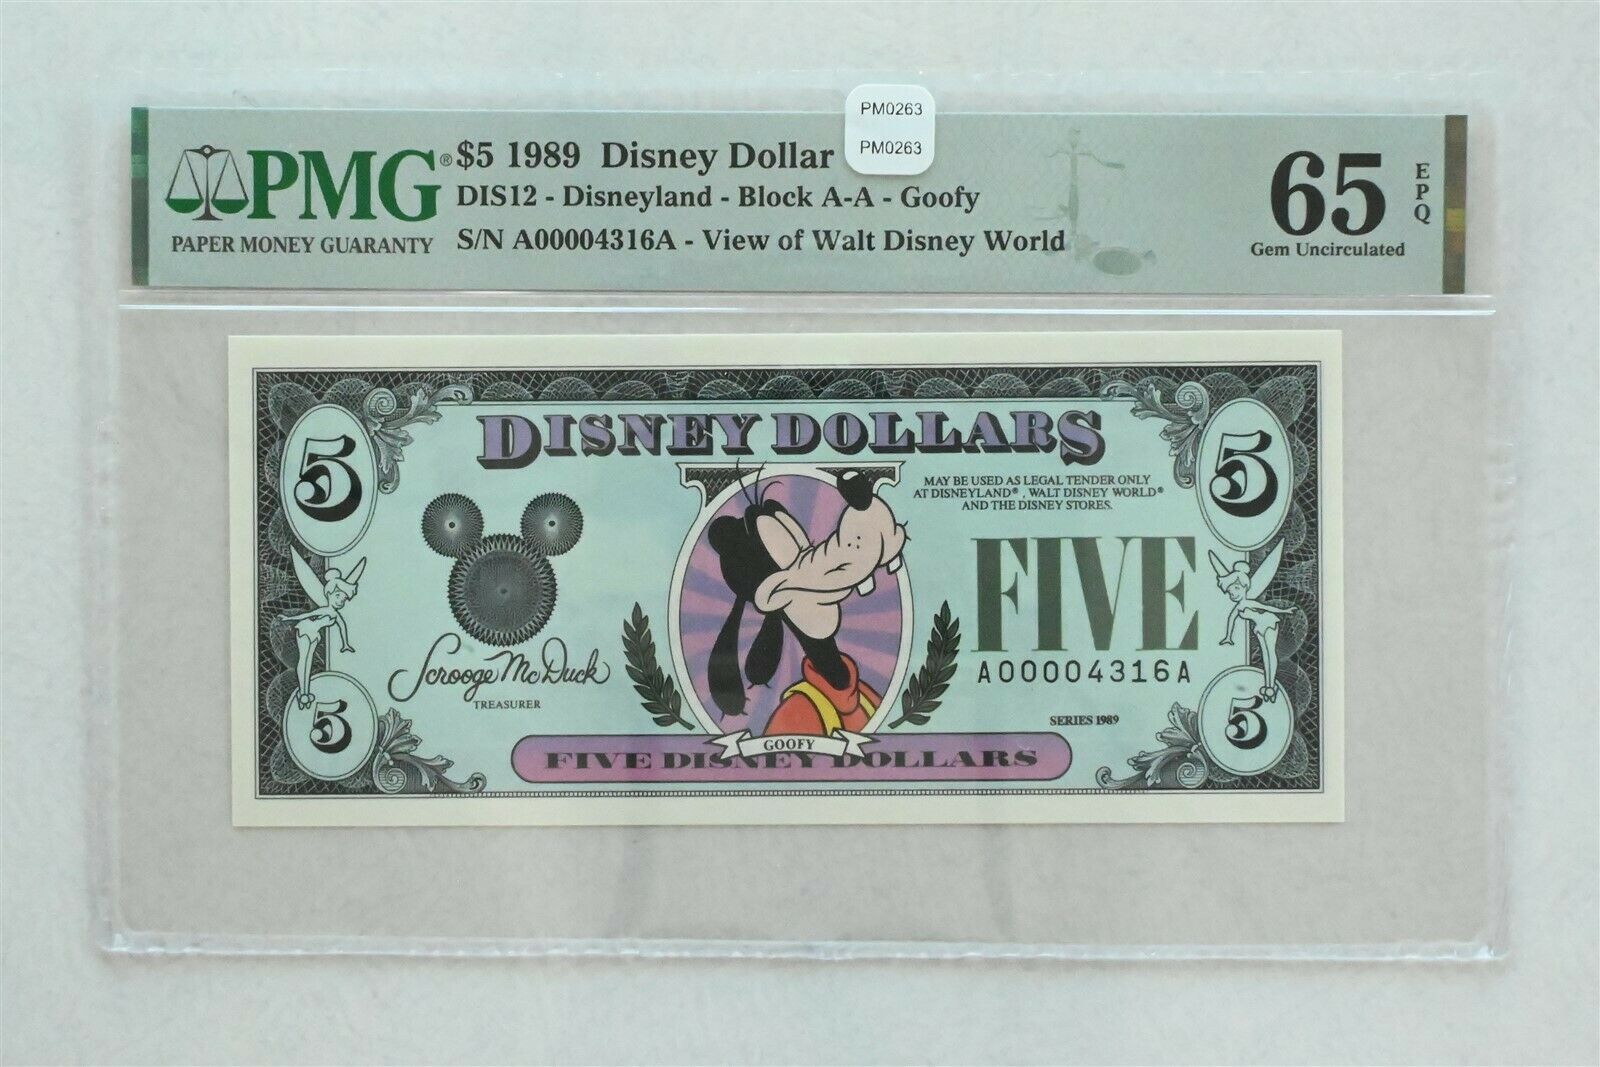 PM0263
PM0263
PMG®
PAPER MONEY GUARANTY
$5 1989 Disney Dollar
DIS12 - Disneyland - Block A-A - Goofy
S/N A00004316A - View of Walt Disney World
65
EPQ
Gem Uncirculated
5
DISNEY DOLLARS
5
MAY BE USED AS LEGAL TENDER ONLY
AT DISNEYLAND®, WALT DISNEY WORLD®
AND THE DISNEY STORES.
FIVE
A00004316A
Scrooge McDuck
TREASURER
SERIES 1989
5
5
GOOFY
FIVE DISNEY DOLLARS